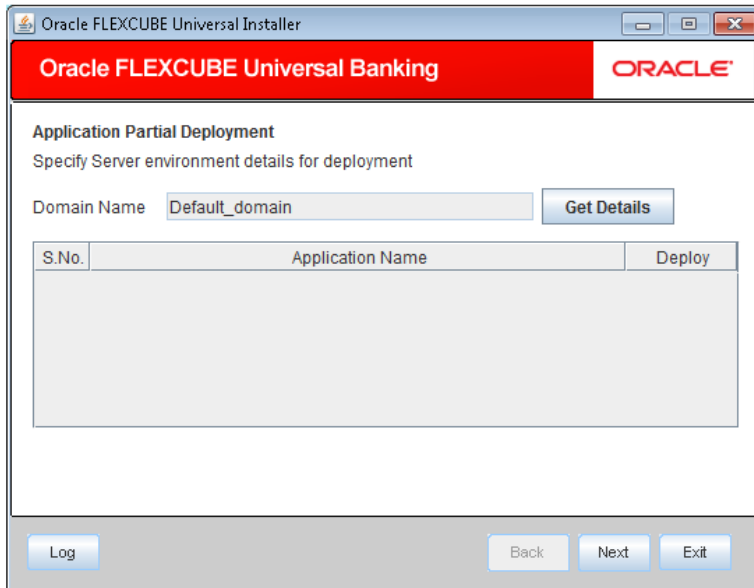 Oracle FLEXCUBE Universal Installer
Oracle FLEXCUBE Universal Banking
ORACLE
Application Partial Deployment
Specify Server environment details for deployment
Domain Name Default_domain Get Details
S.No. Application Name Deploy
Log Back Next Exit